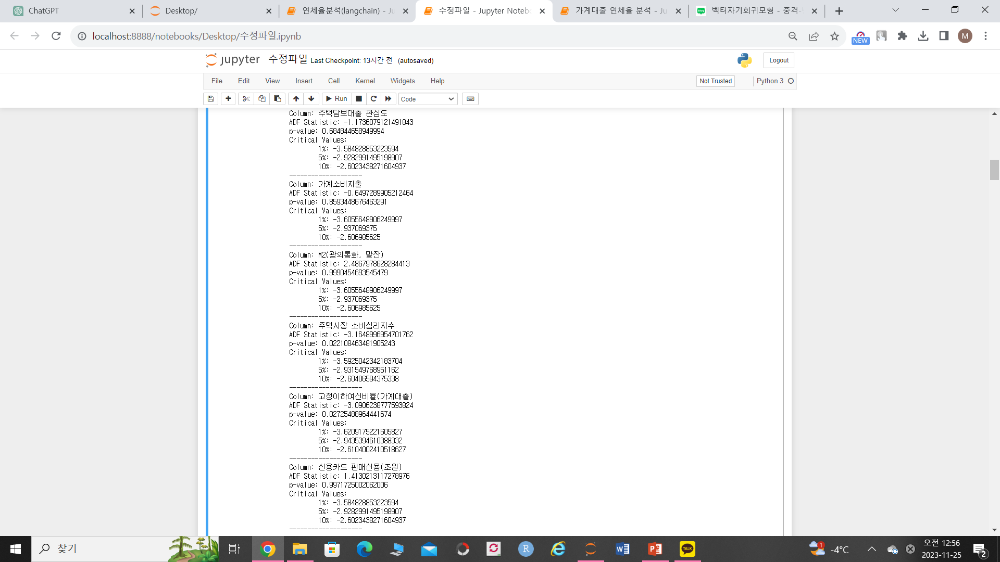 ChatGPT
Desktop/
연체율분석(langchain) - Ju
수정파일 - Jupyter Notebo
가계대출 연체율 분석 - Ju
벡터자기회귀모형 - 충격-
localhost:8888/notebooks/Desktop/수정파일.ipynb
NEW
M
jupyter 수정파일 Last Checkpoint: 13시간 전 (autosaved)
Logout
File Edit View Insert Cell Kernel Widgets Help
Not Trusted
Python 3
Run
Code
Column: 주택담보대출 관심도
ADF Statistic: -1.1736079121491843
p-value: 0.684844658949994
Critical Values:
1%: -3.584828853223594
5%: -2.9282991495198907
10%: -2.6023438271604937
--------------------
Column: 가계소비지출
ADF Statistic: -0.6497289905212464
p-value: 0.8593448676463291
Critical Values:
1%: -3.6055648906249997
5%: -2.937069375
10%: -2.606985625
--------------------
Column: M2(광의통화, 말잔)
ADF Statistic: 2.4867978628284413
p-value: 0.9990454693545479
Critical Values:
1%: -3.6055648906249997
5%: -2.937069375
10%: -2.606985625
--------------------
Column: 주택시장 소비심리지수
ADF Statistic: -3.1648996954701762
p-value: 0.022108463481905243
Critical Values:
1%: -3.5925042342183704
5%: -2.931549768951162
10%: -2.60406594375338
--------------------
Column: 고정이하여신비율(가계대출)
ADF Statistic: -3.0906238777593824
p-value: 0.02725488964441674
Critical Values:
1%: -3.6209175221605827
5%: -2.9435394610388332
10%: -2.6104002410518627
--------------------
Column: 신용카드 판매신용(조원)
ADF Statistic: 1.4130213117278976
p-value: 0.9971725002062006
Critical Values:
1%: -3.584828853223594
5%: -2.9282991495198907
10%: -2.6023438271604937
--------------------
찾기
R
W
P
TALK
1
-4°C
오전 12:56
2023-11-25
2